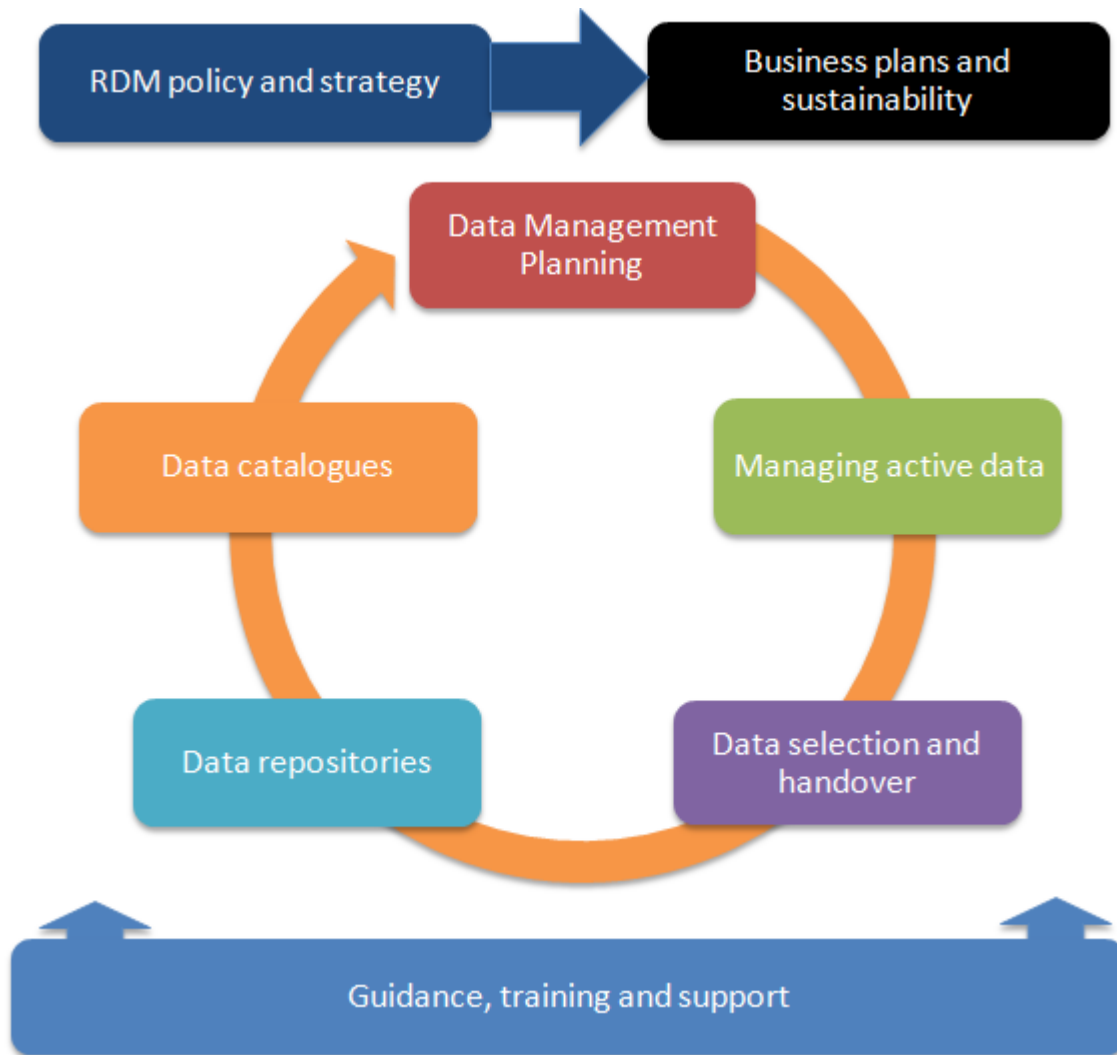 RDM policy and strategy
Business plans and
sustainability
Data Management
Planning
Data catalogues
Managing active data
Data repositories
Data selection and
handover
Guidance, training and support